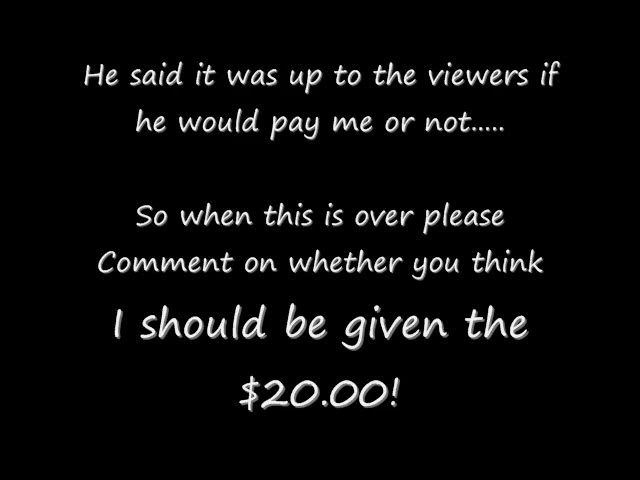 He said it was up to the viewers if
he would pay me or not.....
So when this is over please
Comment on whether you think
I should be given the
$20.00!